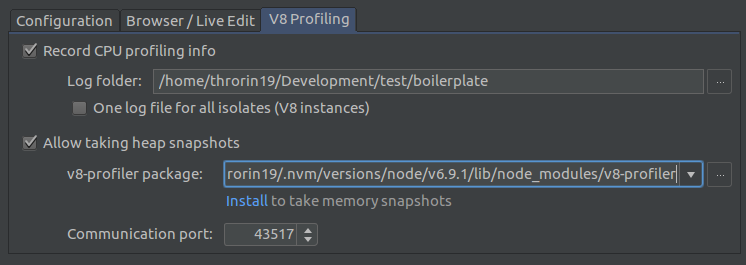 Configuration Browser / Live Edit V8 Profiling
Record CPU profiling info
Log folder: /home/throrin19/Development/test/boilerplate ...
One log file for all isolates (V8 instances)
Allow taking heap snapshots
v8-profiler package: rorin19/.nvm/versions/node/v6.9.1/lib/node_modules/v8-profiler ...
Install to take memory snapshots
Communication port: 43517